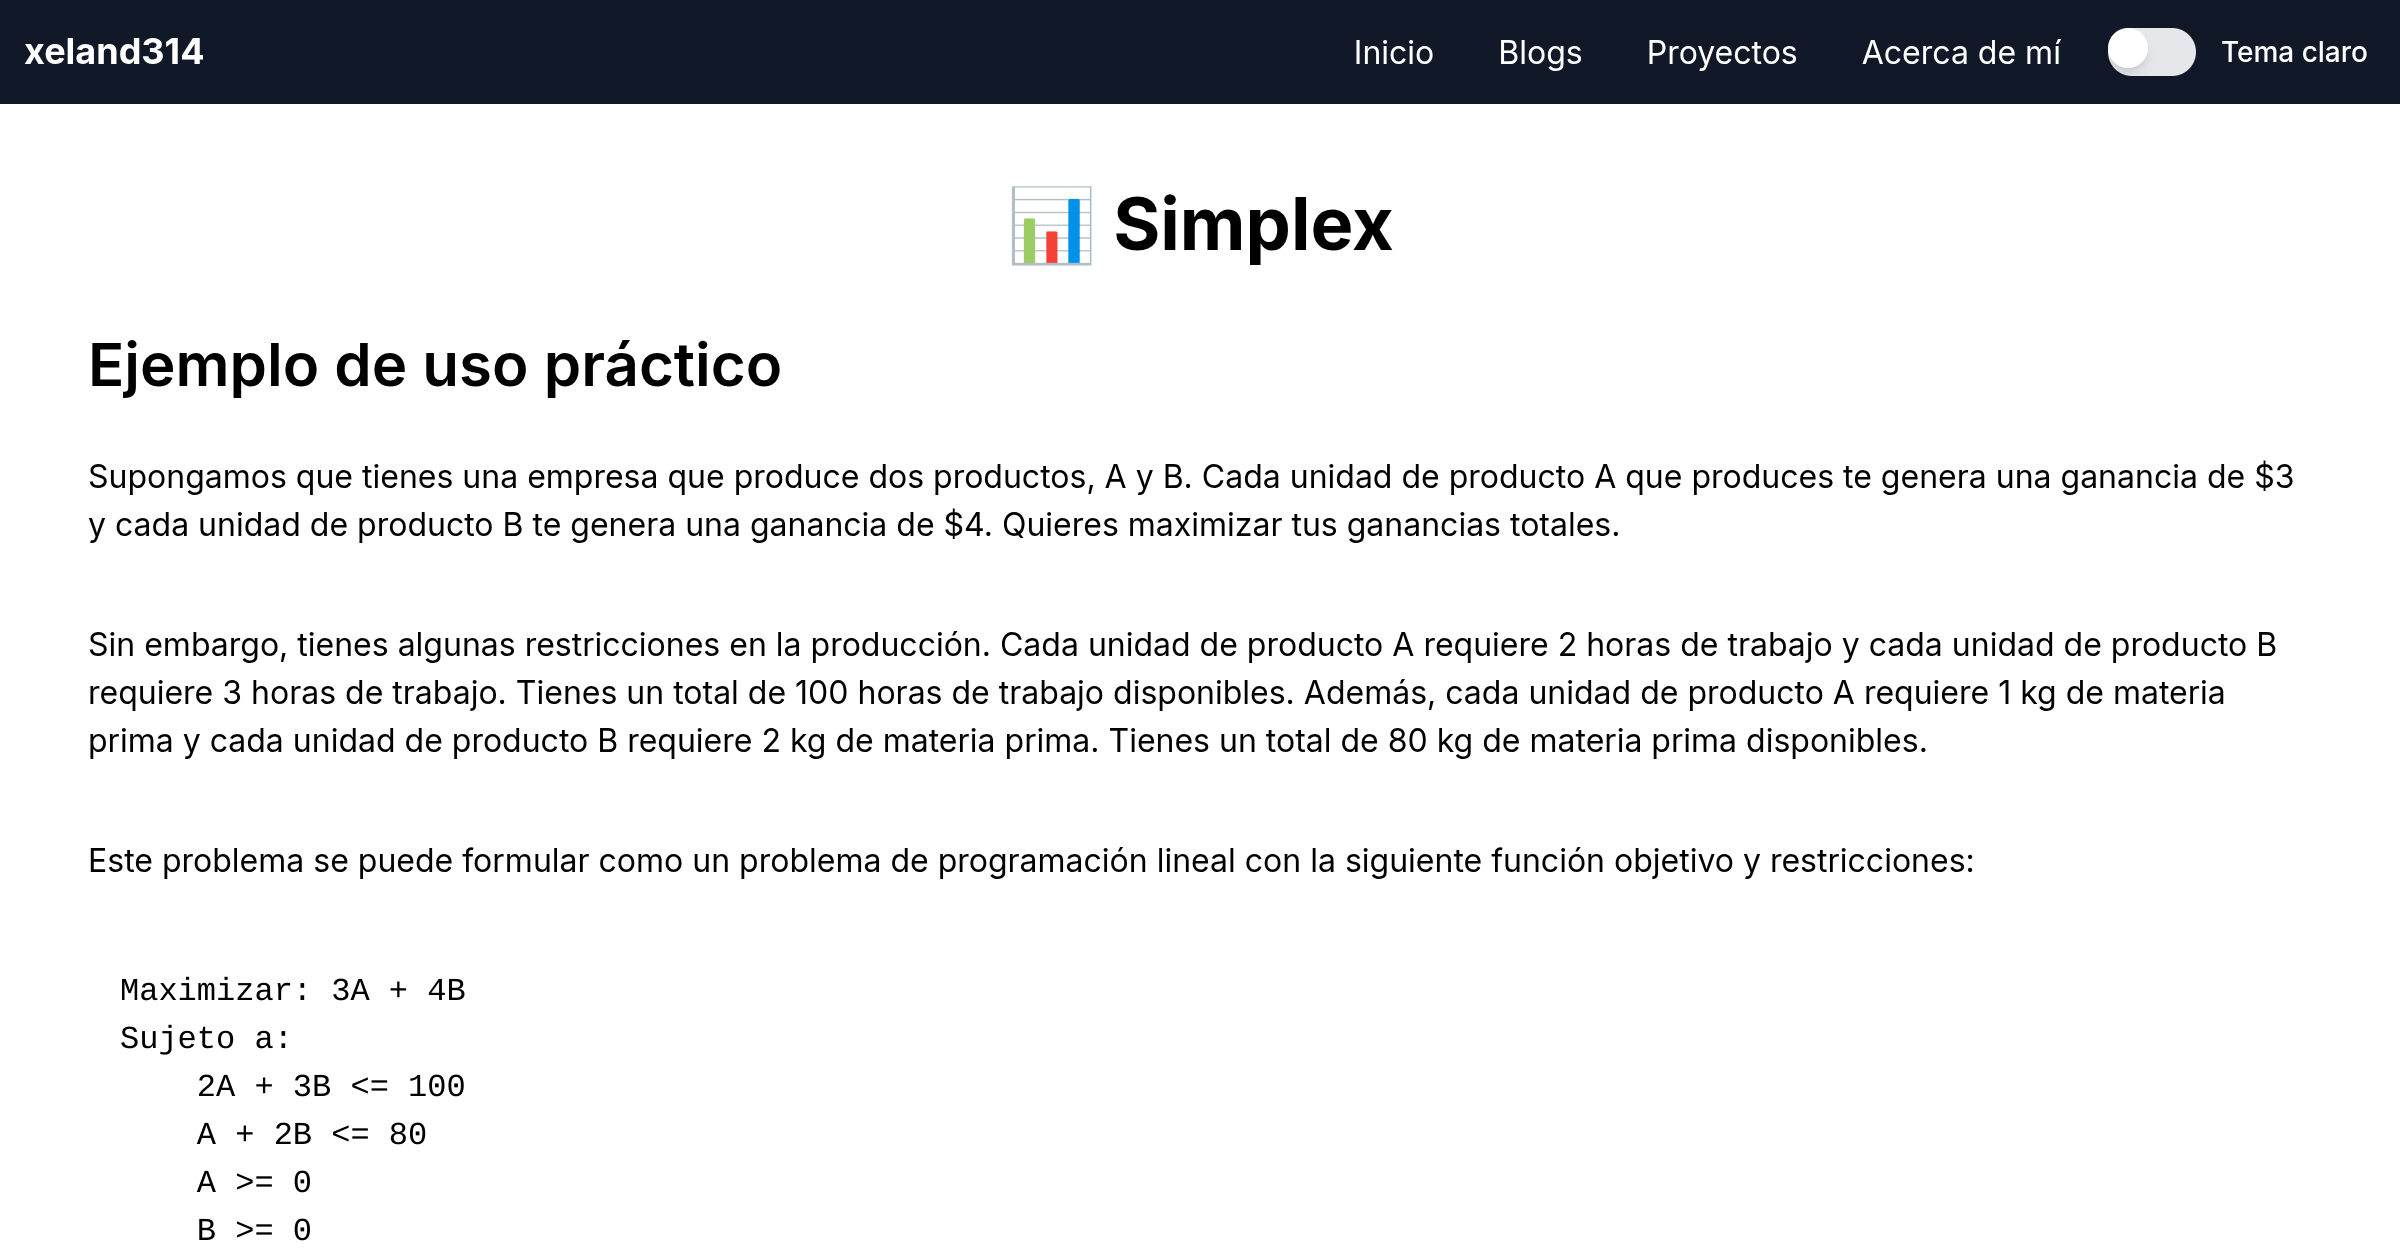 xeland314
Inicio Blogs Proyectos Acerca de mí Tema claro
📊 Simplex
Ejemplo de uso práctico
Supongamos que tienes una empresa que produce dos productos, A y B. Cada unidad de producto A que produces te genera una ganancia de $3
y cada unidad de producto B te genera una ganancia de $4. Quieres maximizar tus ganancias totales.
Sin embargo, tienes algunas restricciones en la producción. Cada unidad de producto A requiere 2 horas de trabajo y cada unidad de producto B
requiere 3 horas de trabajo. Tienes un total de 100 horas de trabajo disponibles. Además, cada unidad de producto A requiere 1 kg de materia
prima y cada unidad de producto B requiere 2 kg de materia prima. Tienes un total de 80 kg de materia prima disponibles.
Este problema se puede formular como un problema de programación lineal con la siguiente función objetivo y restricciones:
Maximizar: 3A + 4B
Sujeto a:
    2A + 3B <= 100
    A + 2B <= 80
    A >= 0
    B >= 0